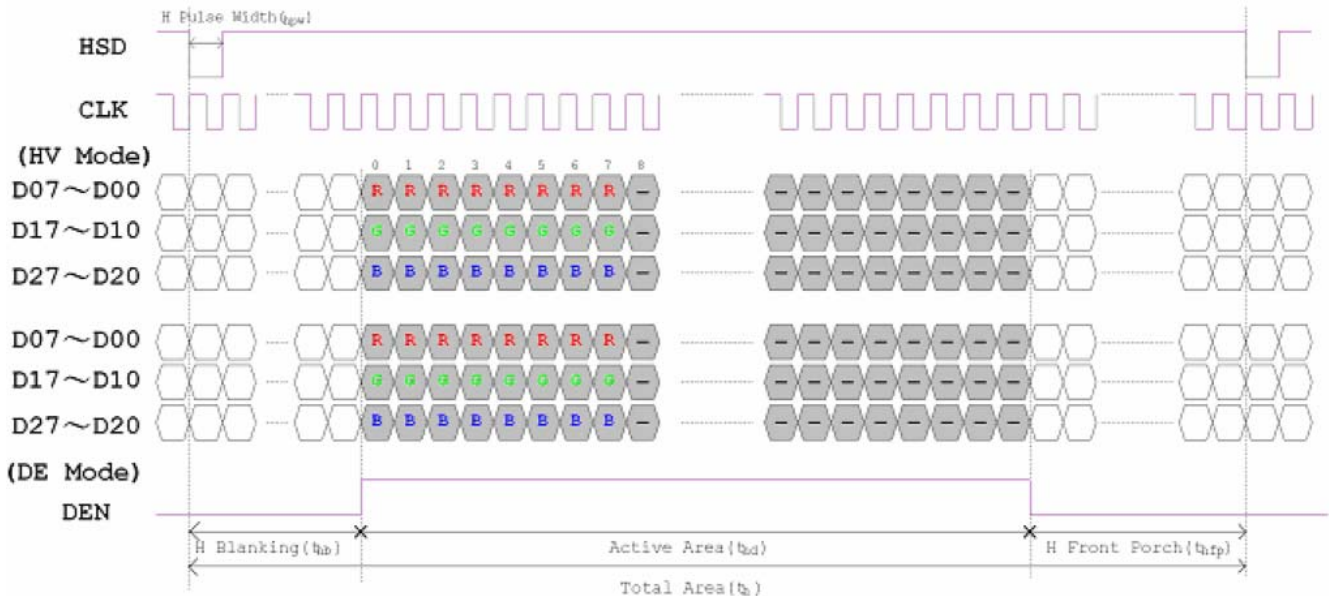 H Pulse Width(thpw)
HSD
CLK
(HV Mode)
0 1 2 3 4 5 6 7 8
D07～D00 R R R R R R R R - - - - - - - - -
D17～D10 G G G G G G G G - - - - - - - - -
D27～D20 B B B B B B B B - - - - - - - - -
D07～D00 R R R R R R R R - - - - - - - - -
D17～D10 G G G G G G G G - - - - - - - - -
D27～D20 B B B B B B B B - - - - - - - - -
(DE Mode)
DEN
H Blanking(thb) Active Area(thd) H Front Porch(thfp)
Total Area(th)